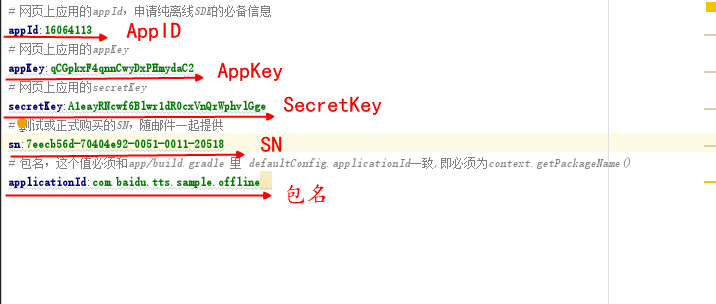 # 网页上应用的appId，申请纯离线SDK的必备信息
appId:16064113 AppID
# 网页上应用的appKey
appKey:qCGpkxF4qnnCwyDxPHmydaC2 AppKey
# 网页上应用的secretKey
secretKey:A1eayRNcwf6Blwr1dR0cxVnQrWphvlGge SecretKey
# 测试或正式购买的SN，随邮件一起提供
sn:7eecb56d-70404e92-0051-0011-20518 SN
# 包名，这个值必须和app/build.gradle 里 defaultConfig.applicationId一致,即必须为context.getPackageName()
applicationId:com.baidu.tts.sample.offline 包名